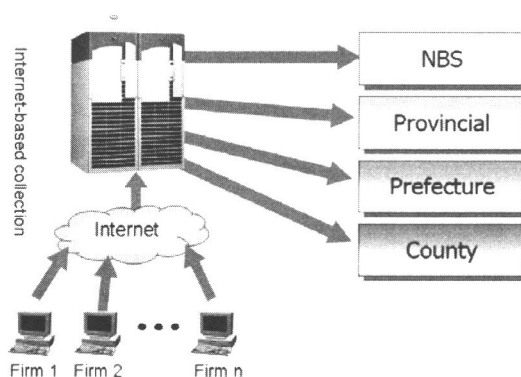 Internet-based collection
NBS
Provincial
Prefecture
County
Internet
Firm 1 Firm 2 Firm n